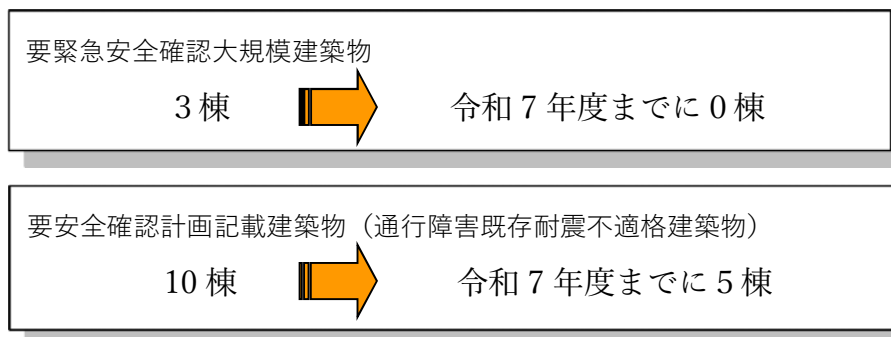 要緊急安全確認大規模建築物
3棟 令和7年度までに0棟
要安全確認計画記載建築物（通行障害既存耐震不適格建築物）
10棟 令和7年度までに5棟